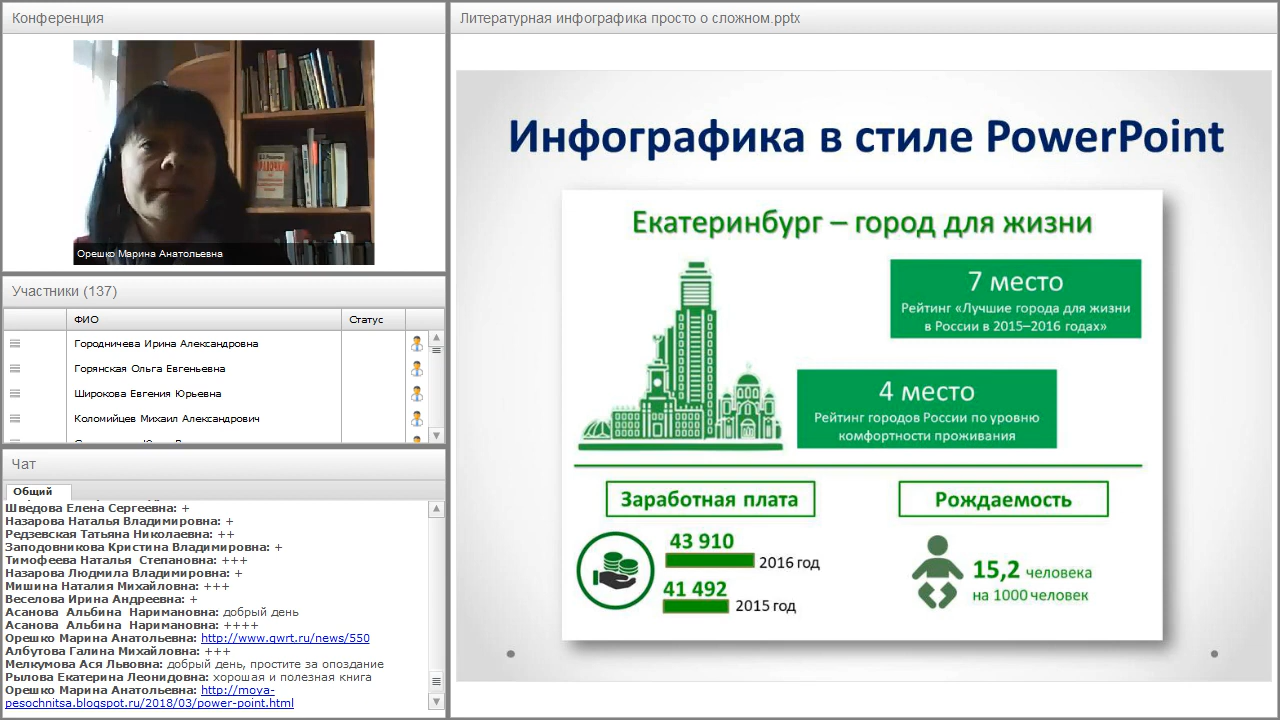 Конференция
Орешко Марина Анатольевна
Участники (137)
ФИО
Статус
Городничева Ирина Александровна
Горянская Ольга Евгеньевна
Широкова Евгения Юрьевна
Коломийцев Михаил Александрович
Чат
Общий
Шведова Елена Сергеевна: +
Назарова Наталья Владимировна: +
Редзевская Татьяна Николаевна: ++
Заподовникова Кристина Владимировна: +
Тимофеева Наталья Степановна: +++
Назарова Людмила Владимировна: +
Мишина Наталия Михайловна: +++
Веселова Ирина Андреевна: +
Асанова Альбина Наримановна: добрый день
Асанова Альбина Наримановна: ++++
Орешко Марина Анатольевна: http://www.qwrt.ru/news/550
Албутова Галина Михайловна: +++
Мелкумова Ася Львовна: добрый день, простите за опоздание
Рылова Екатерина Леонидовна: хорошая и полезная книга
Орешко Марина Анатольевна: http://moya-
pesochnitsa.blogspot.ru/2018/03/power-point.html
Литературная инфографика просто о сложном.pptx
Инфографика в стиле PowerPoint
Екатеринбург – город для жизни
7 место
Рейтинг «Лучшие города для жизни
в России в 2015–2016 годах»
4 место
Рейтинг городов России по уровню
комфортности проживания
Заработная плата
43 910
2016 год
41 492
2015 год
Рождаемость
15,2 человека
на 1000 человек